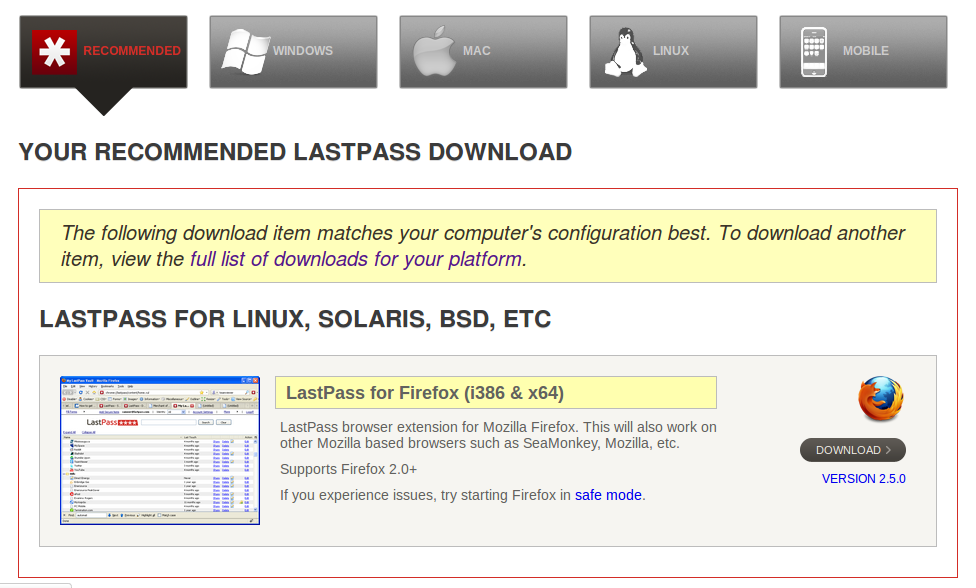 RECOMMENDED
WINDOWS
MAC
LINUX
MOBILE
YOUR RECOMMENDED LASTPASS DOWNLOAD
The following download item matches your computer's configuration best. To download another
item, view the full list of downloads for your platform.
LASTPASS FOR LINUX, SOLARIS, BSD, ETC
LastPass
LastPass for Firefox (i386 & x64)
LastPass browser extension for Mozilla Firefox. This will also work on
other Mozilla based browsers such as SeaMonkey, Mozilla, etc.
Supports Firefox 2.0+
If you experience issues, try starting Firefox in safe mode.
DOWNLOAD >
VERSION 2.5.0